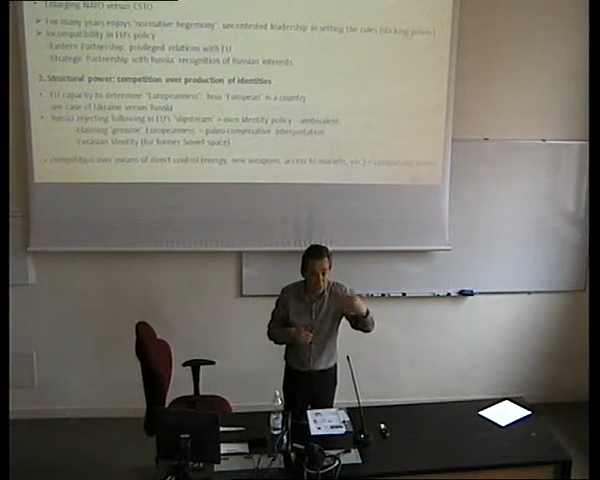 Enlarging NATO versus CSTO
➤ For many years enjoys 'normative hegemony': uncontested leadership in setting the rules (sticking power)
➤ Incompatibility in EU's policy
Eastern Partnership, privileged relations with EU
Strategic Partnership with Russia: recognition of Russian interests
2. Structural power: competition over production of identities
• EU capacity to determine "Europeanness": how 'European' is a country
see case of Ukraine versus Russia
• Russia rejecting following in EU's 'slipstream' > own identity policy - ambivalent:
claiming 'genuine' Europeanness - paleo-conservative interpretation
Eurasian identity (for former Soviet space)
competition over means of direct control (energy, new weapons, access to markets, etc)